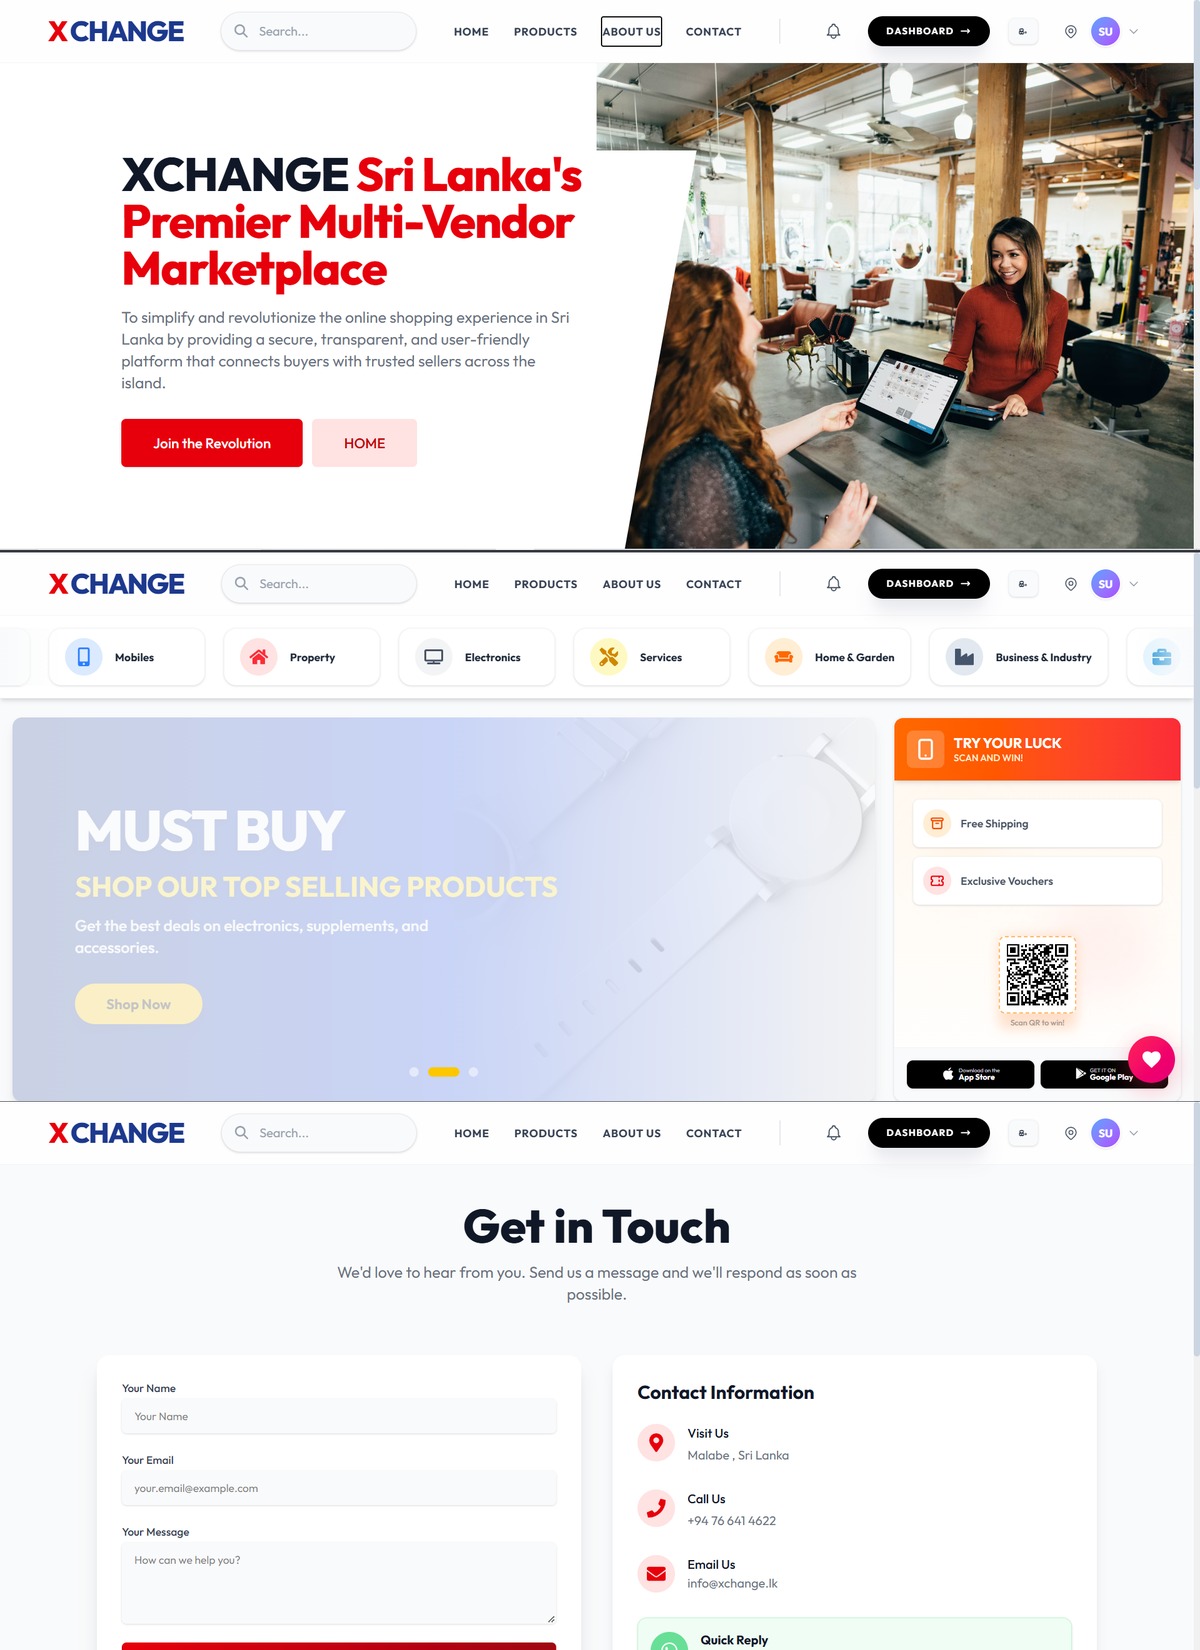 XCHANGE
Search...
HOME
PRODUCTS
ABOUT US
CONTACT
DASHBOARD →
SU
XCHANGE Sri Lanka's
Premier Multi-Vendor
Marketplace
To simplify and revolutionize the online shopping experience in Sri
Lanka by providing a secure, transparent, and user-friendly
platform that connects buyers with trusted sellers across the
island.
Join the Revolution
HOME
XCHANGE
Search...
HOME
PRODUCTS
ABOUT US
CONTACT
DASHBOARD →
SU
Mobiles
Property
Electronics
Services
Home & Garden
Business & Industry
MUST BUY
SHOP OUR TOP SELLING PRODUCTS
Get the best deals on electronics, supplements, and
accessories.
Shop Now
TRY YOUR LUCK
SCAN AND WIN!
Free Shipping
Exclusive Vouchers
Scan QR to win!
Download on the
App Store
GET IT ON
Google Play
XCHANGE
Search...
HOME
PRODUCTS
ABOUT US
CONTACT
DASHBOARD →
SU
Get in Touch
We'd love to hear from you. Send us a message and we'll respond as soon as
possible.
Your Name
Your Name
Your Email
your.email@example.com
Your Message
How can we help you?
Contact Information
Visit Us
Malabe , Sri Lanka
Call Us
+94 76 641 4622
Email Us
info@xchange.lk
Quick Reply